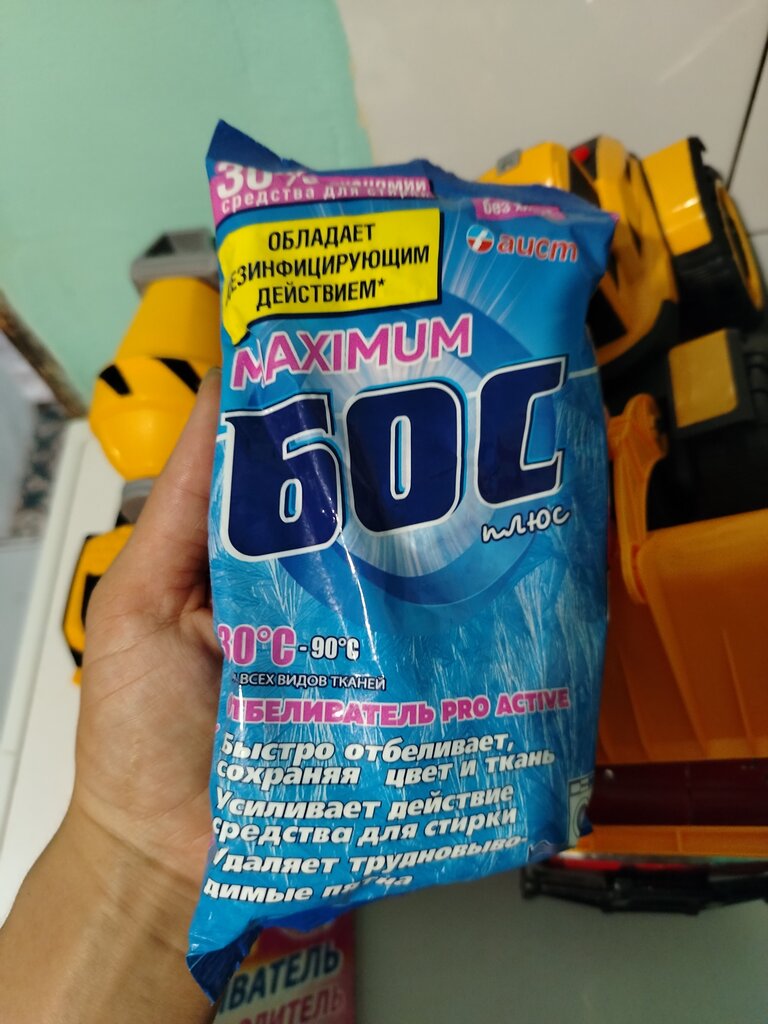 30%
средства для
без
аист
ОБЛАДАЕТ
ДЕЗИНФИЦИРУЮЩИМ
ДЕЙСТВИЕМ*
MAXIMUM
БОС
плюс
30°C-90°C
ВСЕХ ВИДОВ ТКАНЕЙ
ОТБЕЛИВАТЕЛЬ PRO ACTIVE
Быстро отбеливает,
сохраняя цвет и ткань
Усиливает действие
средства для стирки
Удаляет трудновыво-
димые пятна